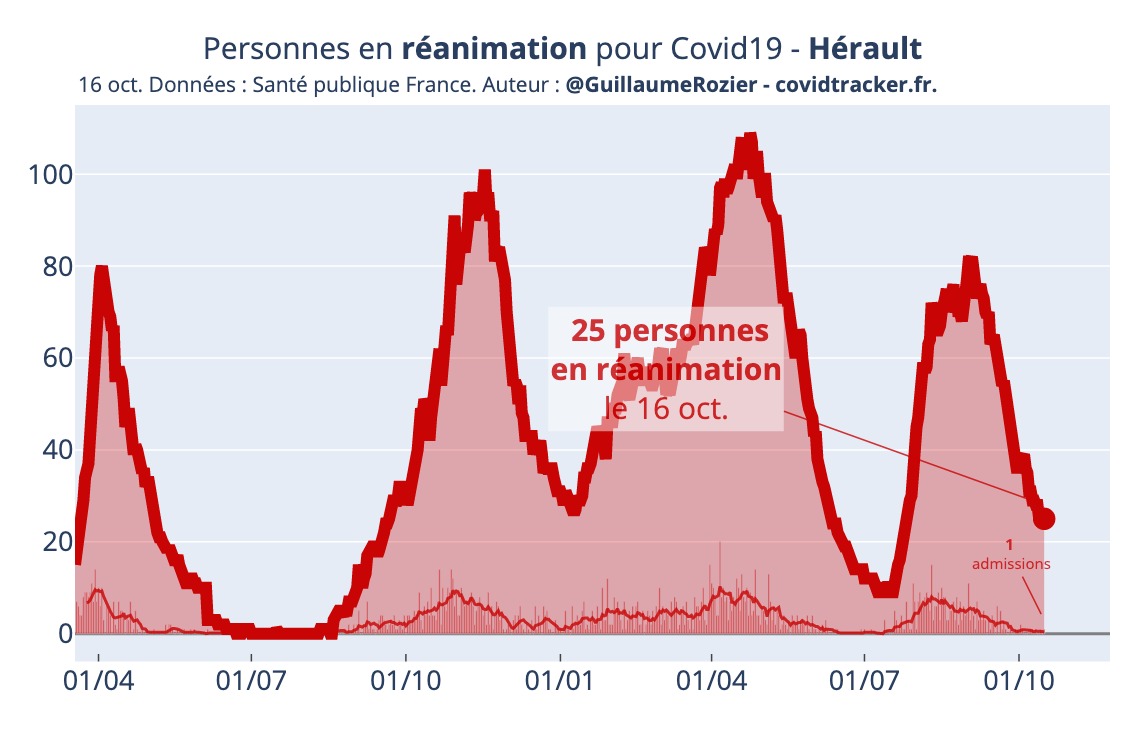 Personnes en réanimation pour Covid19 - Hérault
16 oct. Données : Santé publique France. Auteur : @GuillaumeRozier - covidtracker.fr.
100
80
60
40
20
0
25 personnes
en réanimation
le 16 oct.
1
admissions
01/04 01/07 01/10 01/01 01/04 01/07 01/10